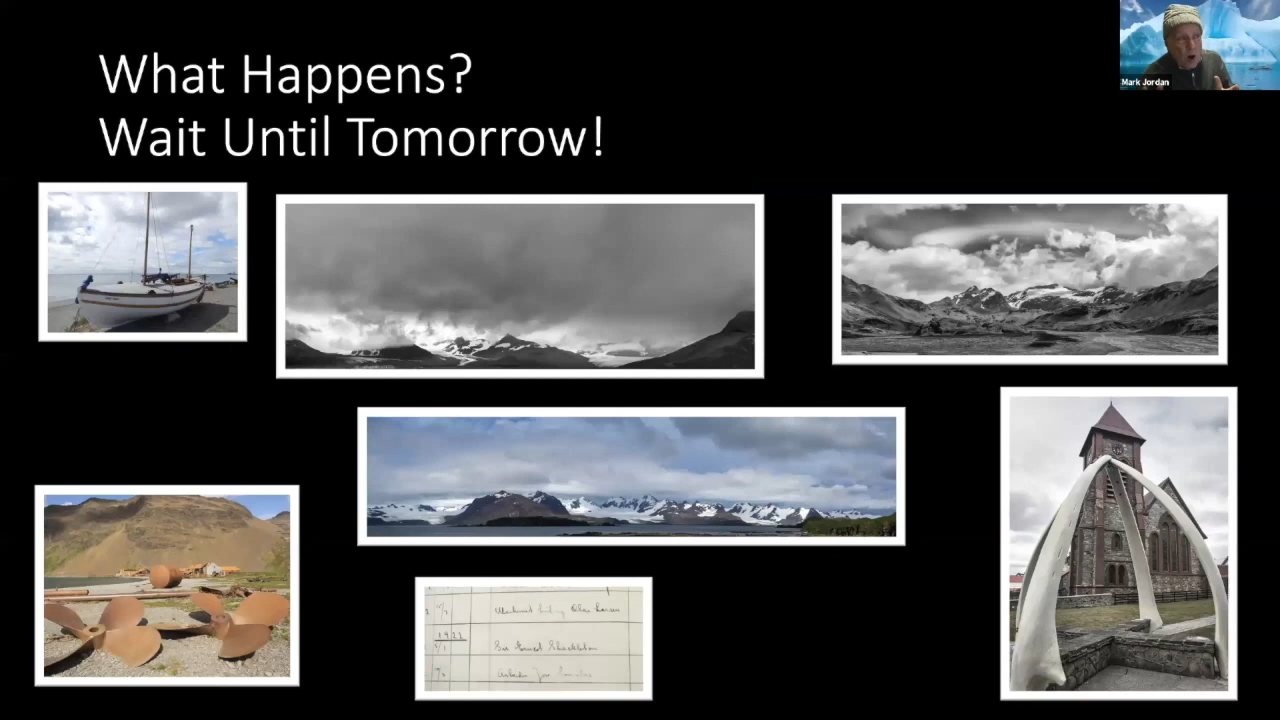 What Happens?
Wait Until Tomorrow!
Mark Jordan
1922
Sir Ernest Shackleton